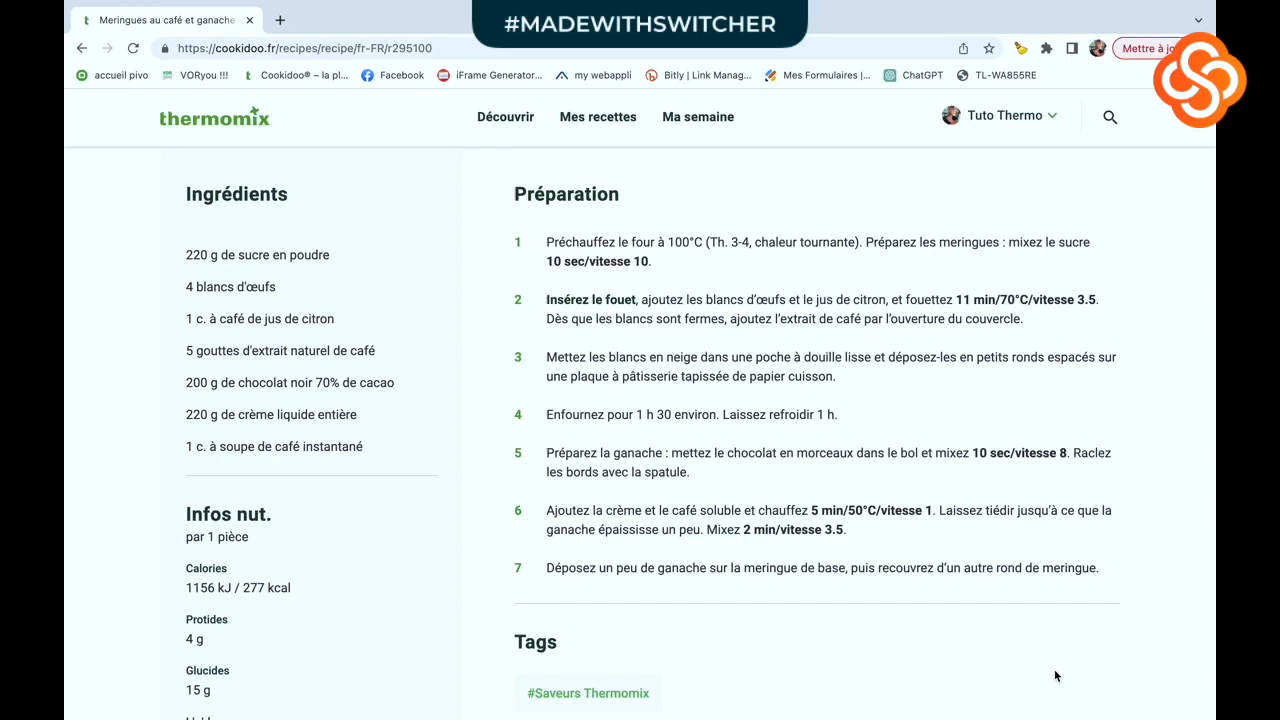 Meringues au café et ganache
#MADEWITHSWITCHER
https://cookidoo.fr/recipes/recipe/fr-FR/r295100
Mettre à jo
accueil pivo
VORyou !!!
Cookidoo® – la pl...
Facebook
iFrame Generator...
my webappli
Bitly | Link Manag...
Mes Formulaires |...
ChatGPT
TL-WA855RE
thermomix
Découvrir
Mes recettes
Ma semaine
Tuto Thermo
Ingrédients
220 g de sucre en poudre
4 blancs d'œufs
1 c. à café de jus de citron
5 gouttes d'extrait naturel de café
200 g de chocolat noir 70% de cacao
220 g de crème liquide entière
1 c. à soupe de café instantané
Infos nut.
par 1 pièce
Calories
1156 kJ / 277 kcal
Protides
4 g
Glucides
15 g
Préparation
1 Préchauffez le four à 100°C (Th. 3-4, chaleur tournante). Préparez les meringues : mixez le sucre
10 sec/vitesse 10.
2 Insérez le fouet, ajoutez les blancs d'œufs et le jus de citron, et fouettez 11 min/70°C/vitesse 3.5.
Dès que les blancs sont fermes, ajoutez l'extrait de café par l'ouverture du couvercle.
3 Mettez les blancs en neige dans une poche à douille lisse et déposez-les en petits ronds espacés sur
une plaque à pâtisserie tapissée de papier cuisson.
4 Enfournez pour 1 h 30 environ. Laissez refroidir 1 h.
5 Préparez la ganache : mettez le chocolat en morceaux dans le bol et mixez 10 sec/vitesse 8. Raclez
les bords avec la spatule.
6 Ajoutez la crème et le café soluble et chauffez 5 min/50°C/vitesse 1. Laissez tiédir jusqu'à ce que la
ganache épaississe un peu. Mixez 2 min/vitesse 3.5.
7 Déposez un peu de ganache sur la meringue de base, puis recouvrez d'un autre rond de meringue.
Tags
#Saveurs Thermomix